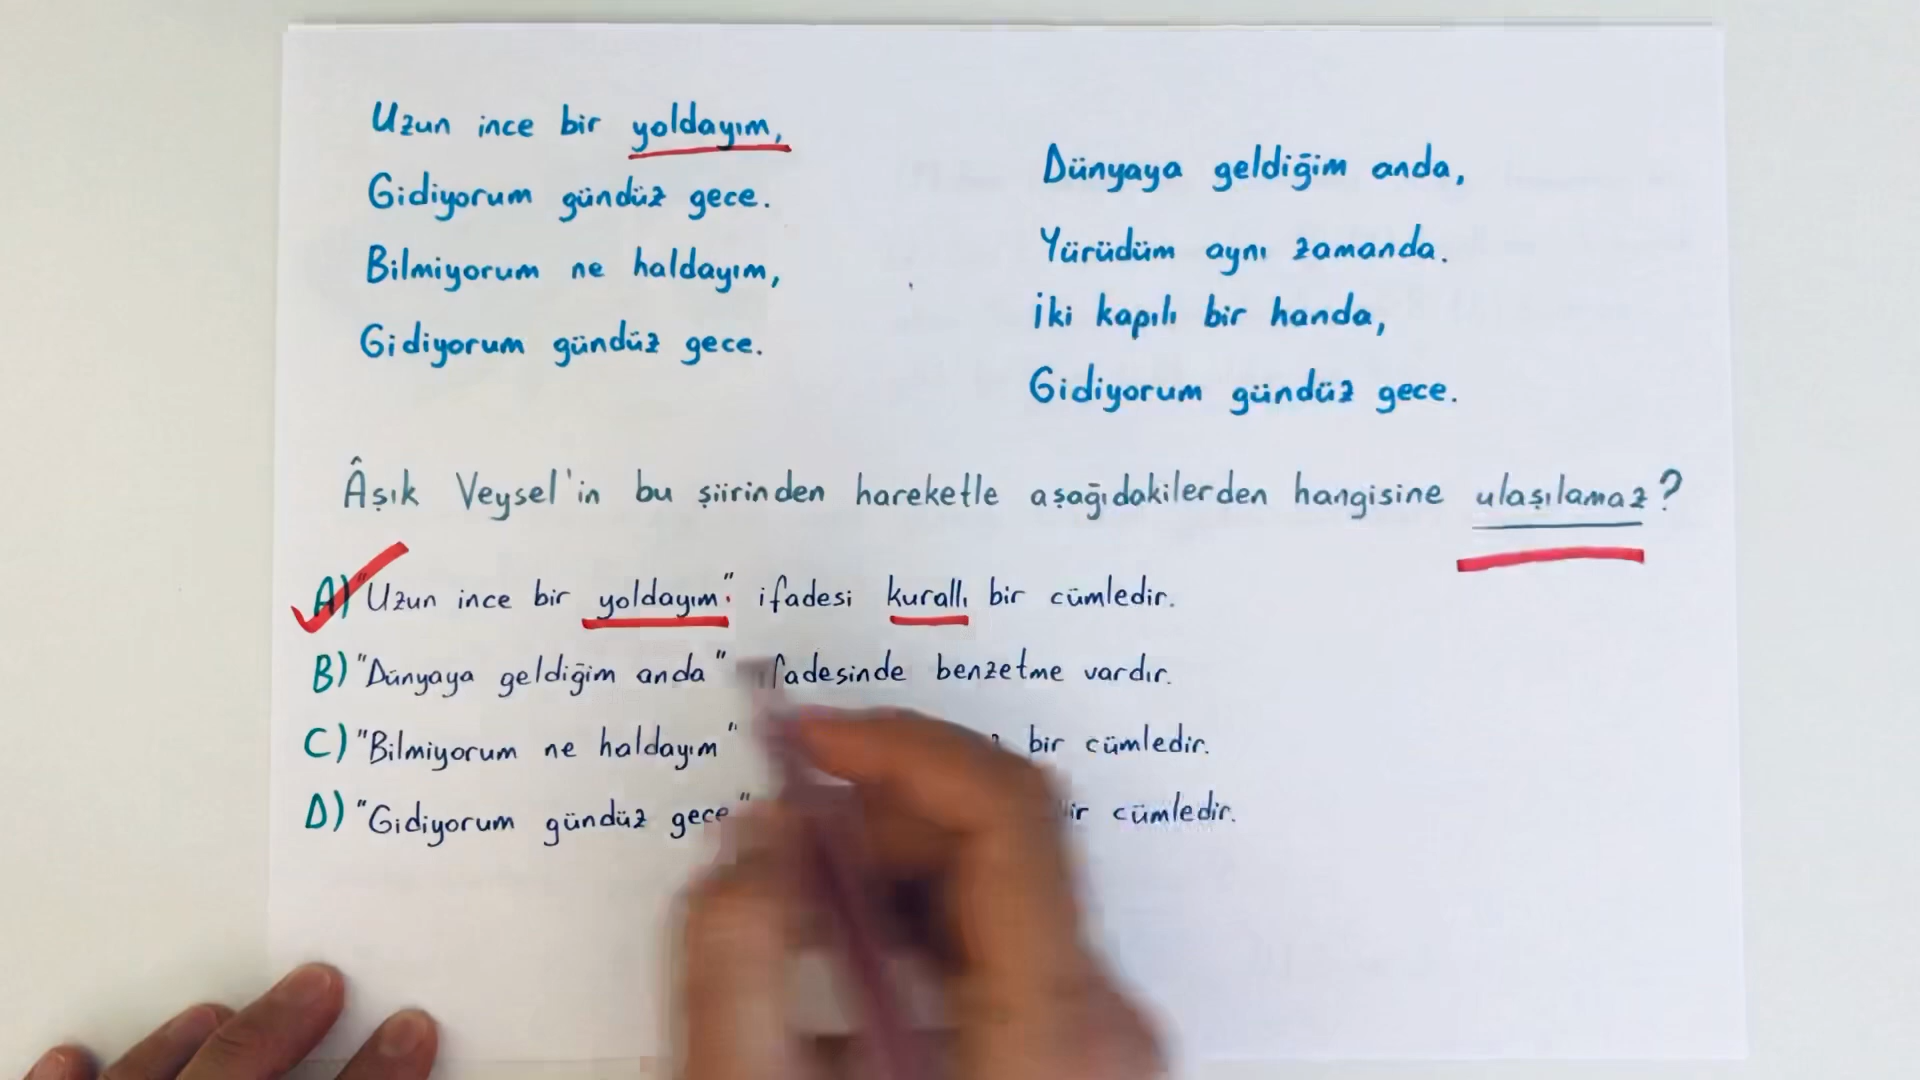 Uzun ince bir yoldayım,
Gidiyorum gündüz gece.
Bilmiyorum ne haldayım,
Gidiyorum gündüz gece.
Dünyaya geldiğim anda,
Yürüdüm aynı zamanda.
İki kapılı bir handa,
Gidiyorum gündüz gece.
Âşık Veysel'in bu şiirinden hareketle aşağıdakilerden hangisine ulaşılamaz?
A) "Uzun ince bir yoldayım." ifadesi kurallı bir cümledir.
B) "Dünyaya geldiğim anda" ifadesinde benzetme vardır.
C) "Bilmiyorum ne haldayım" bir cümledir.
D) "Gidiyorum gündüz gece" cümledir.